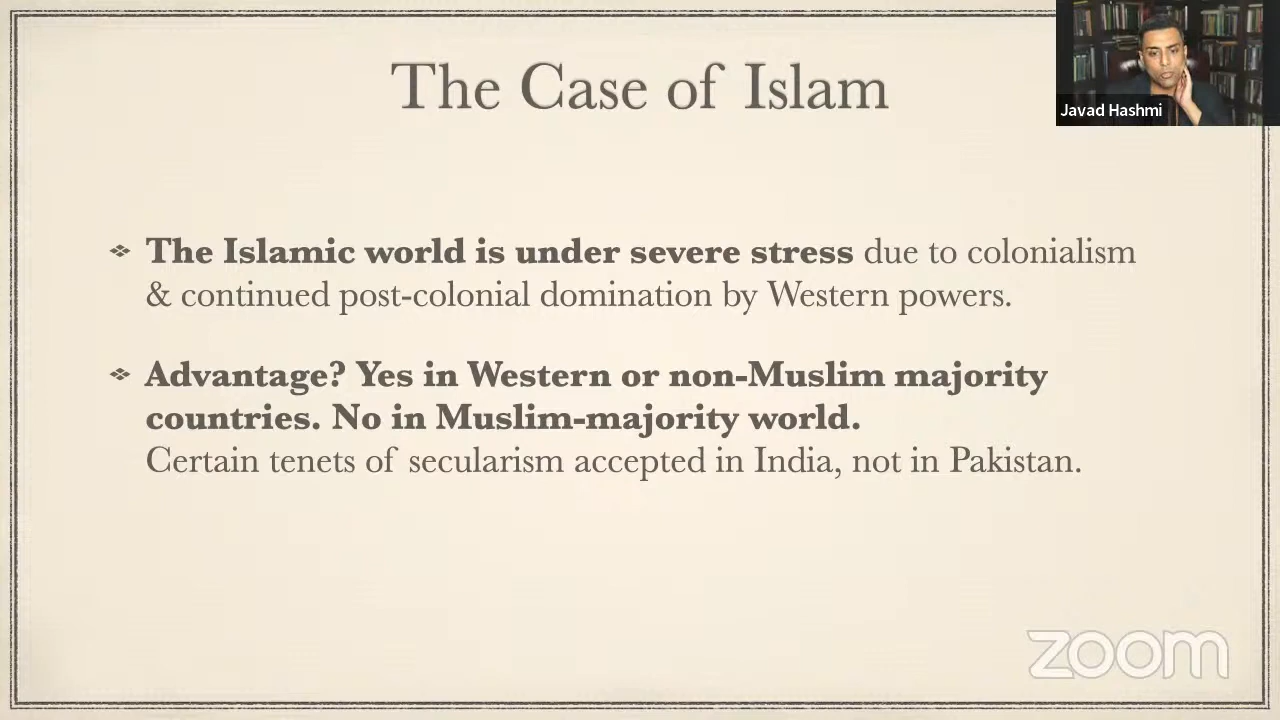 The Case of Islam
Javad Hashmi
The Islamic world is under severe stress due to colonialism
& continued post-colonial domination by Western powers.
Advantage? Yes in Western or non-Muslim majority
countries. No in Muslim-majority world.
Certain tenets of secularism accepted in India, not in Pakistan.
zoom